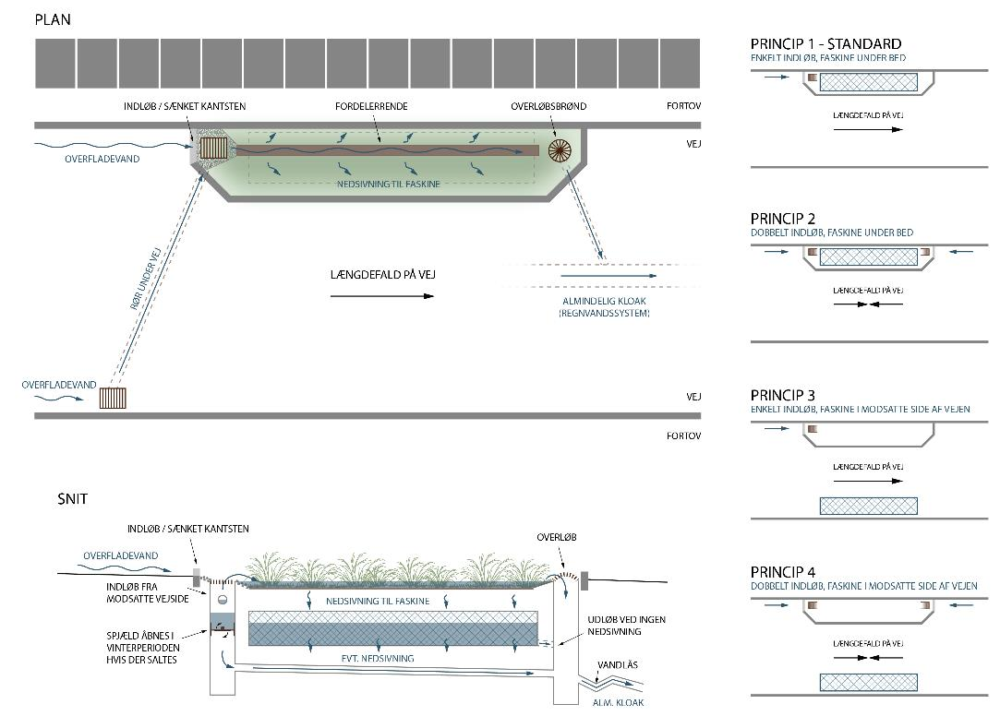 PLAN
INDLØB / SÆNKET KANTSTEN
FORDELERRENDE
OVERLØBSBRØND
FORTOV
VEJ
OVERFLADEVAND
NEDSIVNING TIL FASKINE
RØR UNDER VEJ
LÆNGDEFALD PÅ VEJ
ALMINDELIG KLOAK
(REGNVANDSSYSTEM)
OVERFLADEVAND
VEJ
FORTOV
SNIT
INDLØB / SÆNKET KANTSTEN
OVERFLADEVAND
OVERLØB
INDLØB FRA
MODSATTE VEJSIDE
NEDSIVNING TIL FASKINE
SPJÆLD ÅBNES I
VINTERPERIODEN
HVIS DER SALTES
UDLØB VED INGEN
NEDSIVNING
EVT. NEDSIVNING
VANDLÅS
ALM. KLOAK
PRINCIP 1 - STANDARD
ENKELT INDLØB, FASKINE UNDER BED
LÆNGDEFALD PÅ VEJ
PRINCIP 2
DOBBELT INDLØB, FASKINE UNDER BED
LÆNGDEFALD PÅ VEJ
PRINCIP 3
ENKELT INDLØB, FASKINE I MODSATTE SIDE AF VEJEN
LÆNGDEFALD PÅ VEJ
PRINCIP 4
DOBBELT INDLØB, FASKINE I MODSATTE SIDE AF VEJEN
LÆNGDEFALD PÅ VEJ